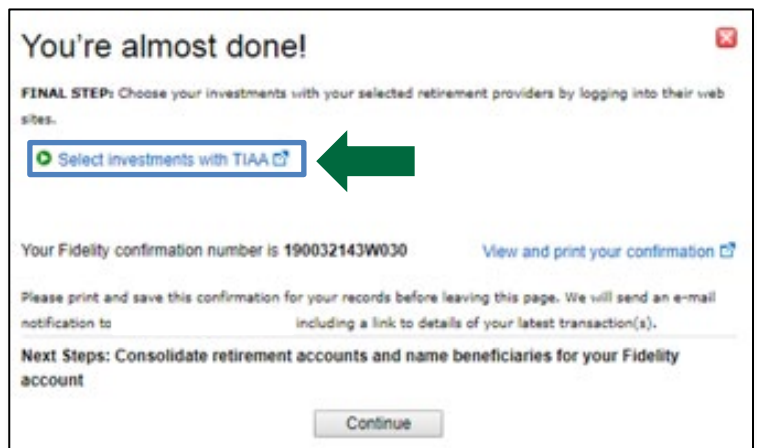 You're almost done!
FINAL STEP: Choose your investments with your selected retirement providers by logging into their web
sites.
Select investments with TIAA
Your Fidelity confirmation number is 190032143W030 View and print your confirmation
Please print and save this confirmation for your records before leaving this page. We will send an e-mail
notification to including a link to details of your latest transaction(s).
Next Steps: Consolidate retirement accounts and name beneficiaries for your Fidelity
account
Continue